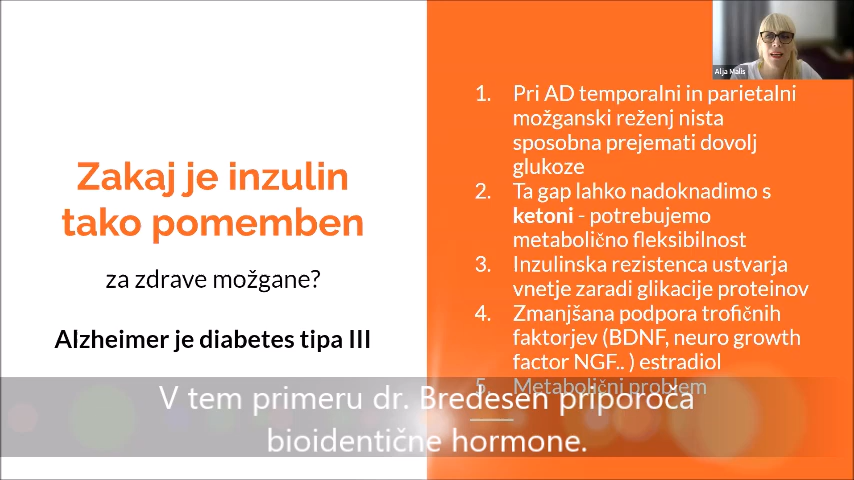 Zakaj je inzulin
tako pomemben
za zdrave možgane?
Alzheimer je diabetes tipa III
Alja Malis
1. Pri AD temporalni in parietalni
možganski reženj nista
sposobna prejemati dovolj
glukoze
2. Ta gap lahko nadoknadimo s
ketoni - potrebujemo
metabolično fleksibilnost
3. Inzulinska rezistenca ustvarja
vnetje zaradi glikacije proteinov
4. Zmanjšana podpora trofičnih
faktorjev (BDNF, neuro growth
factor NGF.. ) estradiol
5. Metabolični problem
V tem primeru dr. Bredesen priporoča
bioidentične hormone.